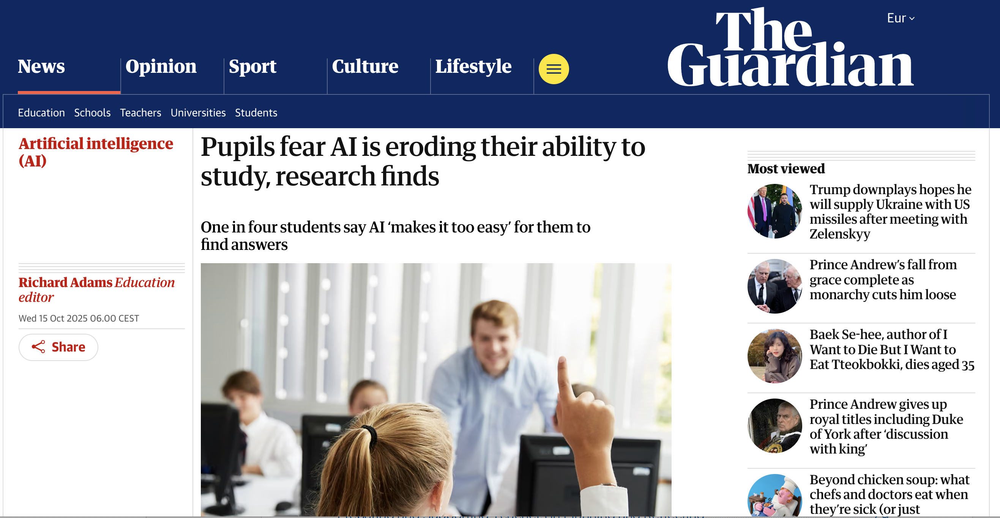 The
Guardian
Eur
News
Opinion
Sport
Culture
Lifestyle
Education Schools Teachers Universities Students
Artificial intelligence
(AI)
Pupils fear AI is eroding their ability to
study, research finds
One in four students say AI ‘makes it too easy’ for them to
find answers
Richard Adams Education
editor
Wed 15 Oct 2025 06.00 CEST
Share
Most viewed
Trump downplays hopes he
will supply Ukraine with US
missiles after meeting with
Zelenskyy
Prince Andrew’s fall from
grace complete as
monarchy cuts him loose
Baek Se-hee, author of I
Want to Die But I Want to
Eat Tteokbokki, dies aged 35
Prince Andrew gives up
royal titles including Duke
of York after ‘discussion
with king’
Beyond chicken soup: what
chefs and doctors eat when
they’re sick (or just